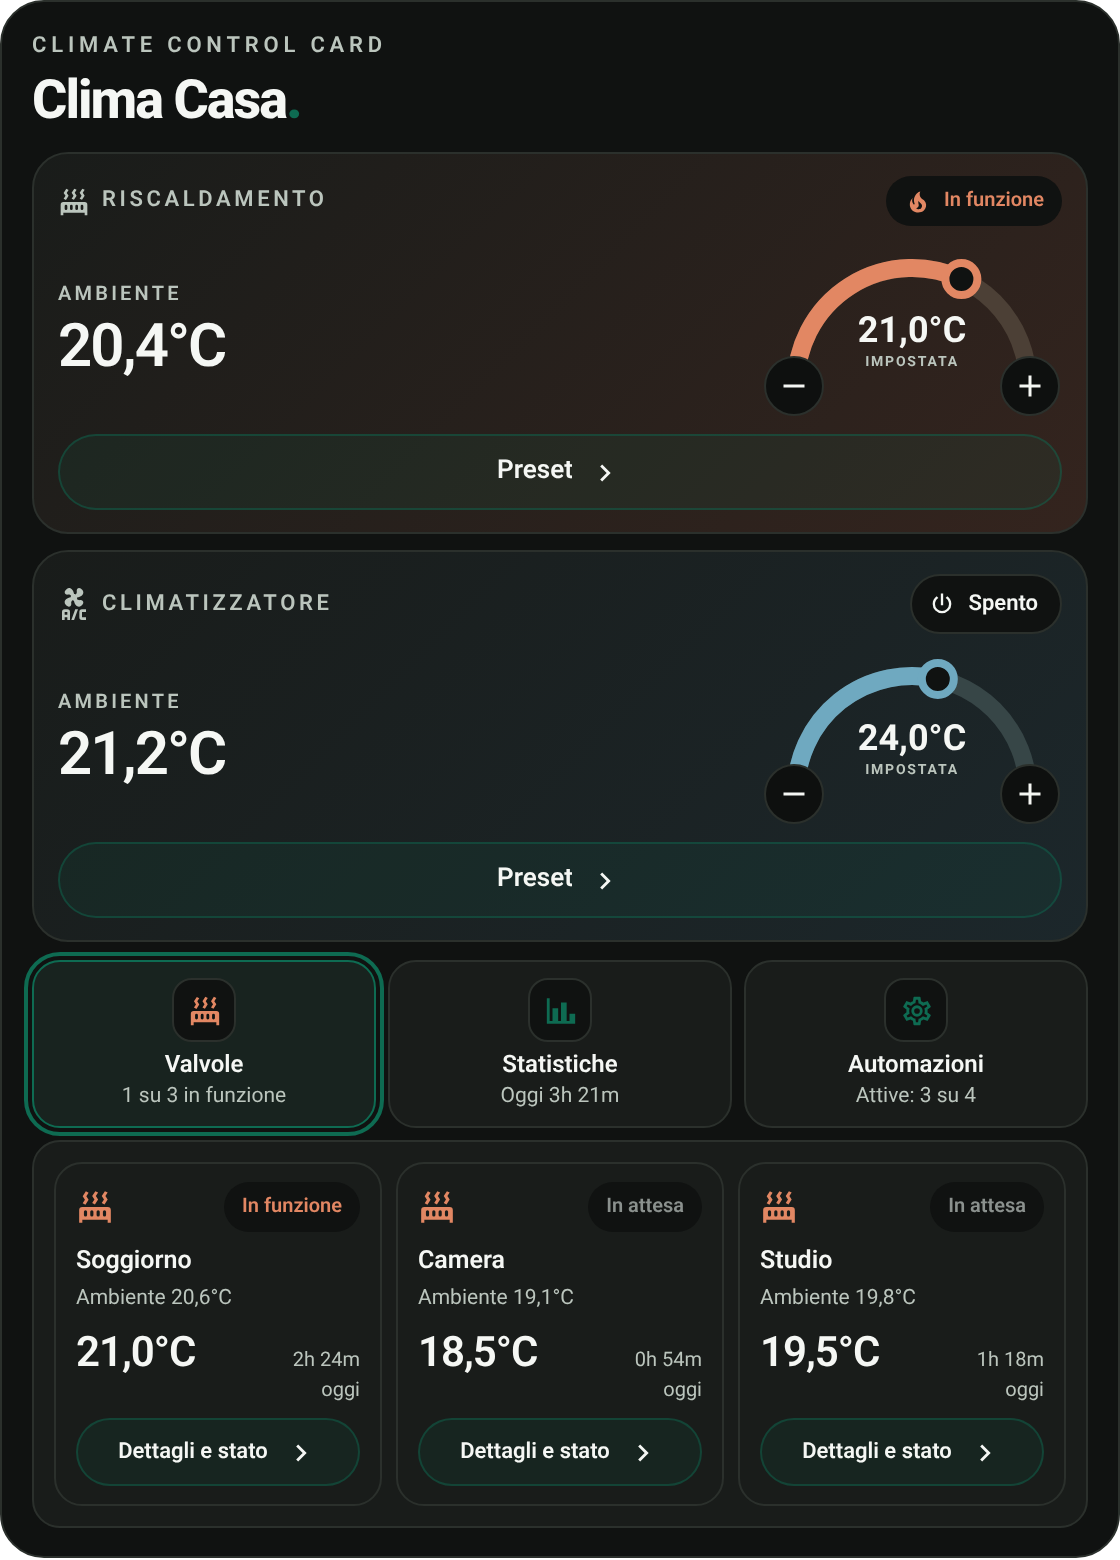 CLIMATE CONTROL CARD
Clima Casa.
RISCALDAMENTO
In funzione
AMBIENTE
20,4°C
21,0°C
IMPOSTATA
− +
Preset
A/C
CLIMATIZZATORE
Spento
AMBIENTE
21,2°C
24,0°C
IMPOSTATA
− +
Preset
Valvole
1 su 3 in funzione
Statistiche
Oggi 3h 21m
Automazioni
Attive: 3 su 4
In funzione
Soggiorno
Ambiente 20,6°C
21,0°C
2h 24m
oggi
Dettagli e stato
In attesa
Camera
Ambiente 19,1°C
18,5°C
0h 54m
oggi
Dettagli e stato
In attesa
Studio
Ambiente 19,8°C
19,5°C
1h 18m
oggi
Dettagli e stato